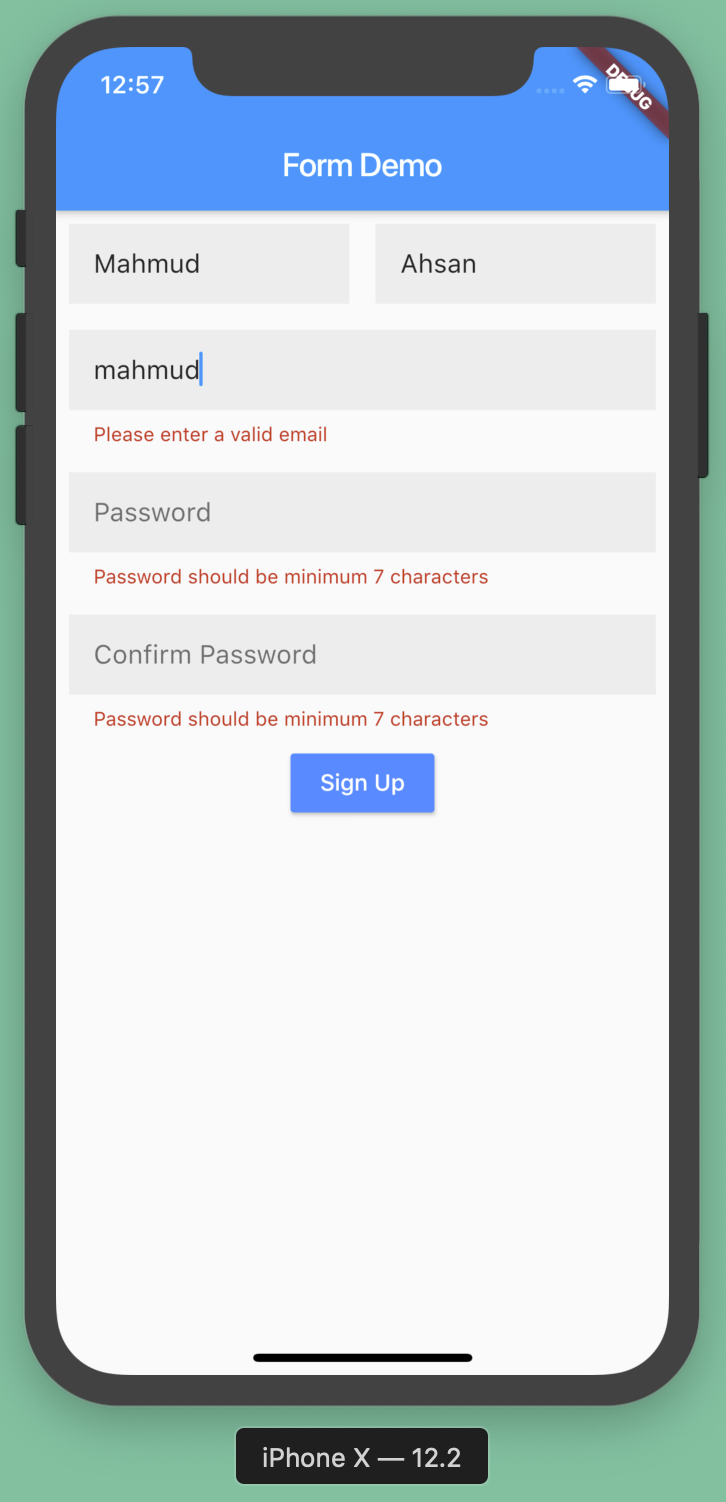 12:57
DEBUG
Form Demo
Mahmud Ahsan
mahmud
Please enter a valid email
Password
Password should be minimum 7 characters
Confirm Password
Password should be minimum 7 characters
Sign Up
iPhone X — 12.2